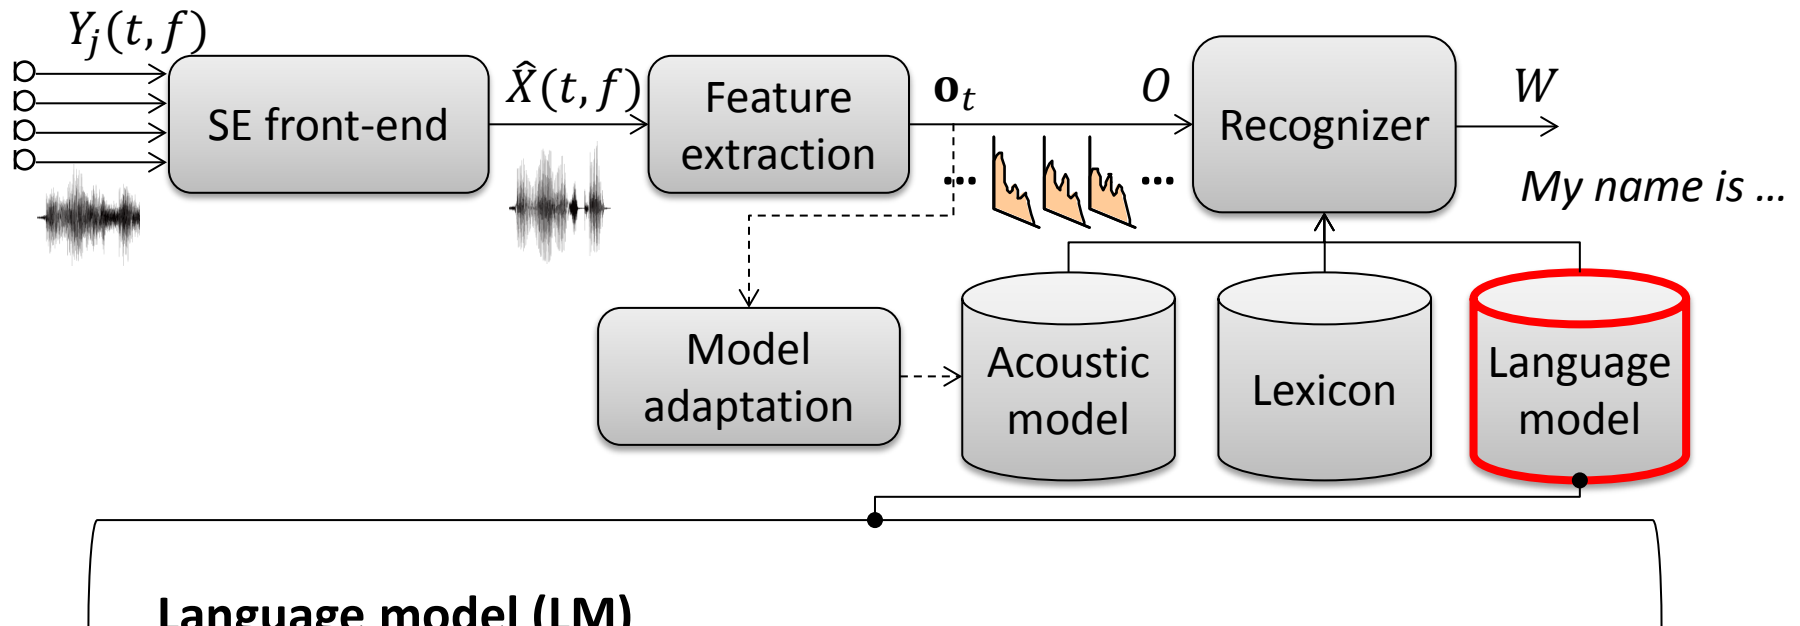 Yⱼ(t, f)
SE front-end
X̂(t, f)
Feature
extraction
𝐨ₜ
...
...
O
Recognizer
W
My name is ...
Model
adaptation
Acoustic
model
Lexicon
Language
model
Language model (LM)